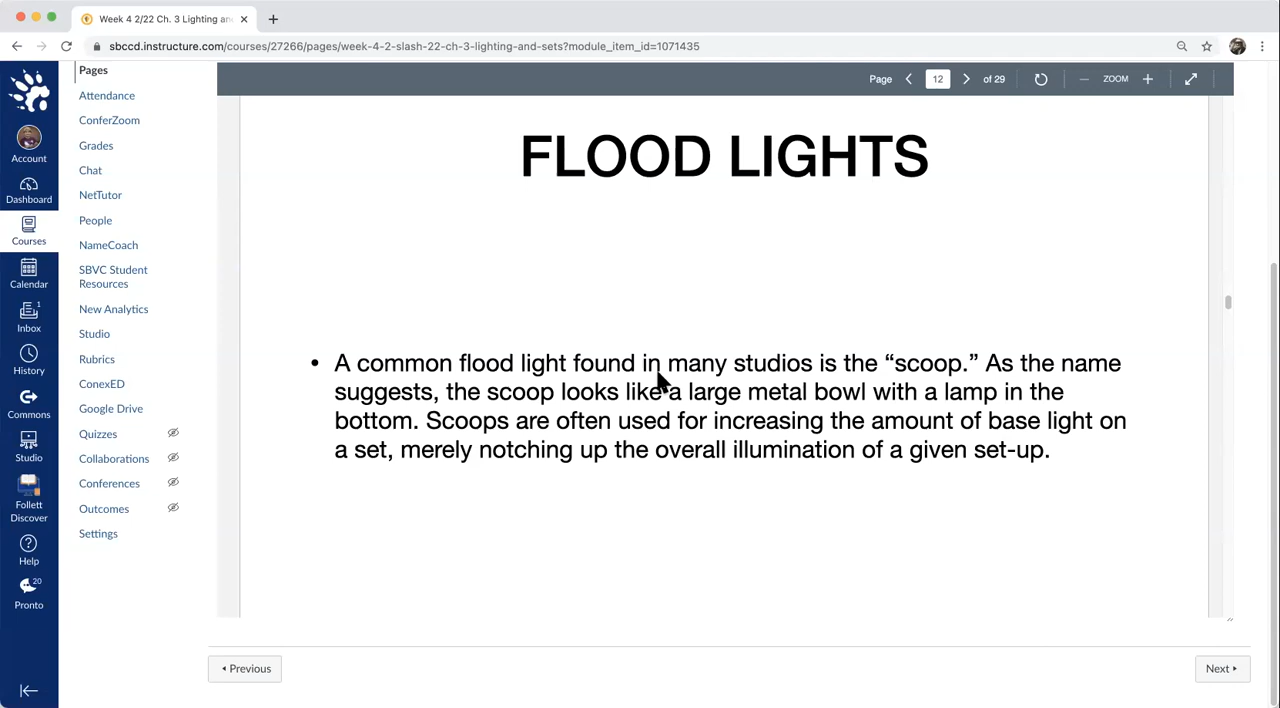 Week 4 2/22 Ch. 3 Lighting an
sbccd.instructure.com/courses/27266/pages/week-4-2-slash-22-ch-3-lighting-and-sets?module_item_id=1071435
Account
Dashboard
Courses
Calendar
1
Inbox
History
Commons
Studio
Follett
Discover
Help
20
Pronto
Pages
Attendance
ConferZoom
Grades
Chat
NetTutor
People
NameCoach
SBVC Student
Resources
New Analytics
Studio
Rubrics
ConexED
Google Drive
Quizzes
Collaborations
Conferences
Outcomes
Settings
Page 12 of 29 ZOOM
FLOOD LIGHTS
• A common flood light found in many studios is the “scoop.” As the name
suggests, the scoop looks like a large metal bowl with a lamp in the
bottom. Scoops are often used for increasing the amount of base light on
a set, merely notching up the overall illumination of a given set-up.
Previous
Next